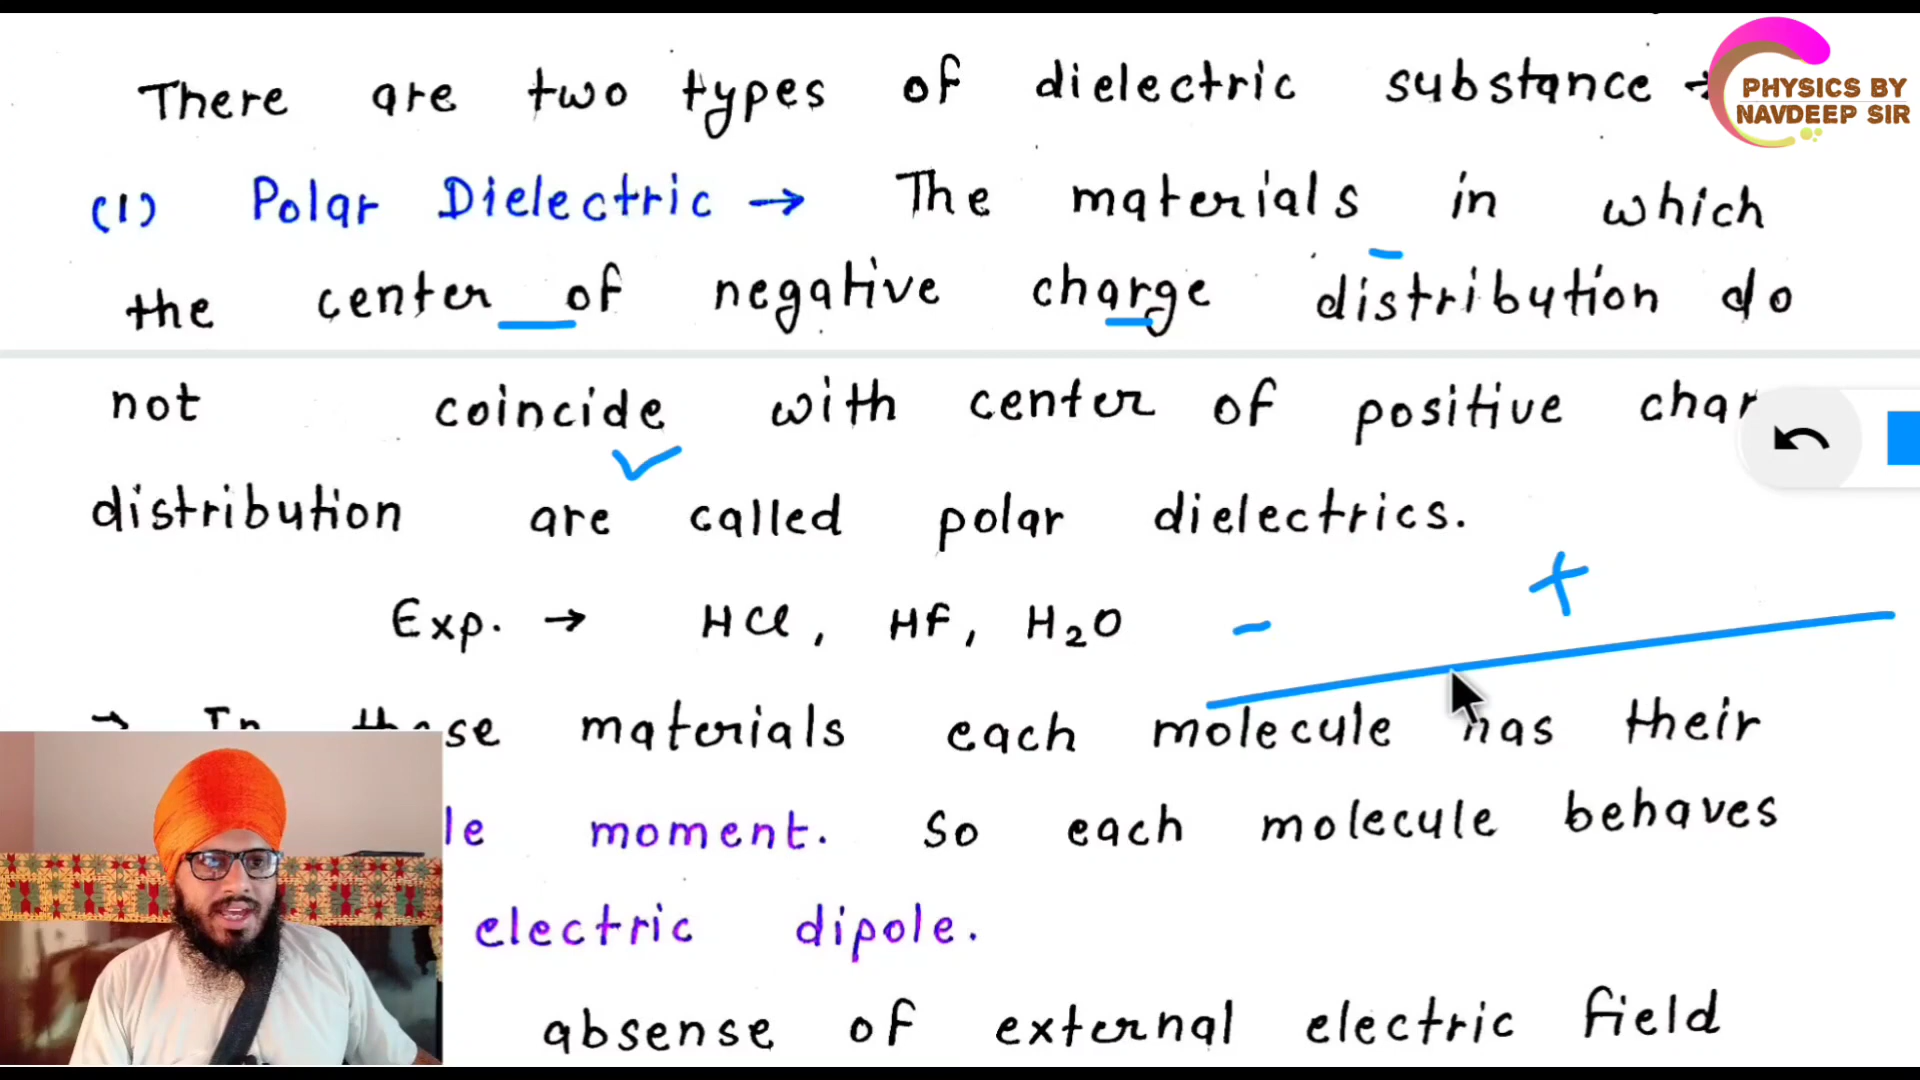 There are two types of dielectric substance →
PHYSICS BY
NAVDEEP SIR
(1) Polar Dielectric → The materials in which
the center of negative charge distribution do
not coincide with center of positive char
distribution are called polar dielectrics.
+
Exp. → HCl, HF, H₂O -
→ In these materials each molecule has their
le moment. So each molecule behaves
electric dipole.
absense of external electric field